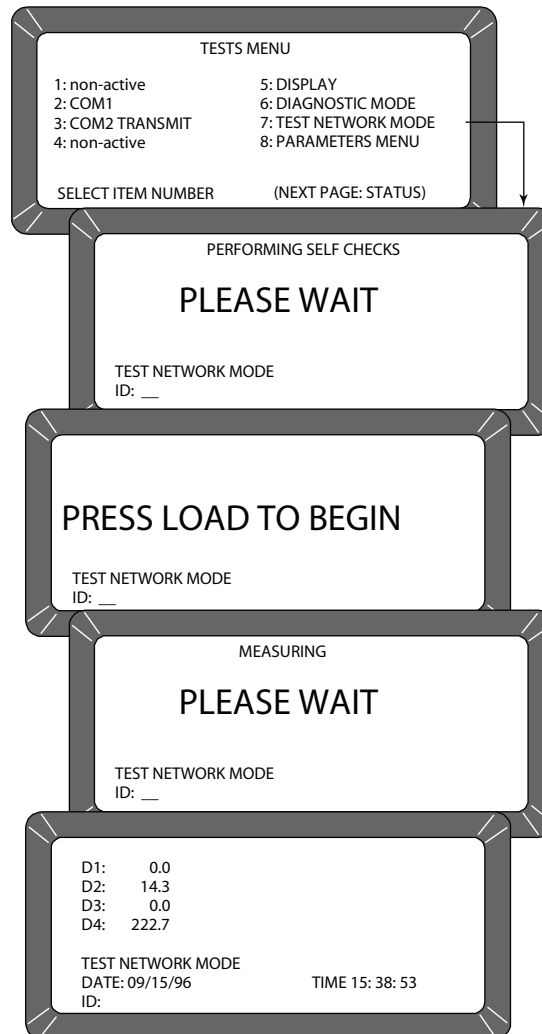 TESTS MENU
1: non-active
2: COM1
3: COM2 TRANSMIT
4: non-active
5: DISPLAY
6: DIAGNOSTIC MODE
7: TEST NETWORK MODE
8: PARAMETERS MENU
SELECT ITEM NUMBER (NEXT PAGE: STATUS)
PERFORMING SELF CHECKS
PLEASE WAIT
TEST NETWORK MODE
ID: __
PRESS LOAD TO BEGIN
TEST NETWORK MODE
ID: __
MEASURING
PLEASE WAIT
TEST NETWORK MODE
ID: __
D1: 0.0
D2: 14.3
D3: 0.0
D4: 222.7
TEST NETWORK MODE
DATE: 09/15/96 TIME 15: 38: 53
ID: